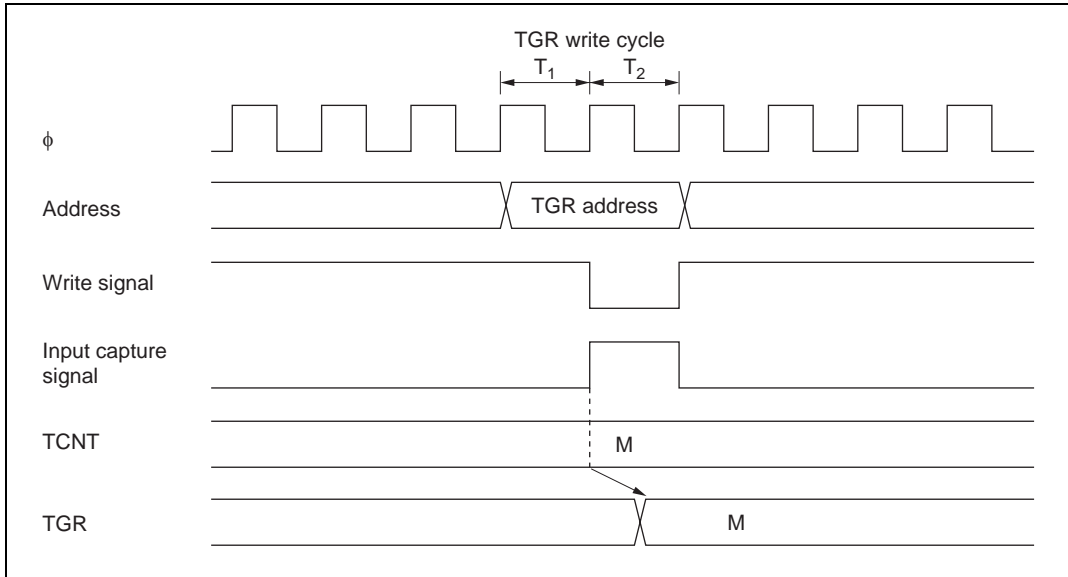 TGR write cycle
T1 T2
ϕ
Address
TGR address
Write signal
Input capture
signal
TCNT
M
TGR
M